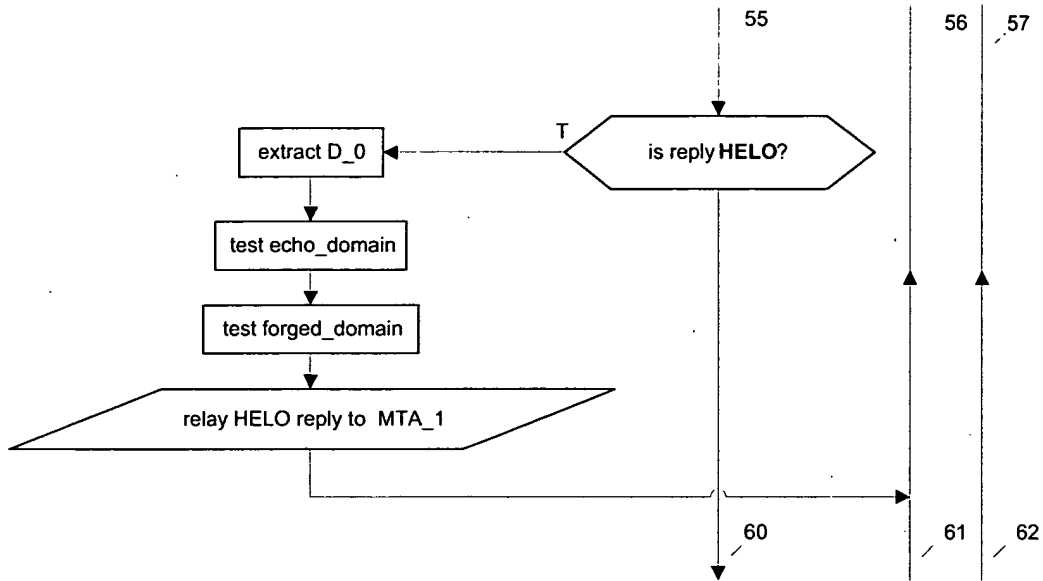 55
56
57
T
extract D_0
is reply HELO?
test echo_domain
test forged_domain
relay HELO reply to MTA_1
60
61
62